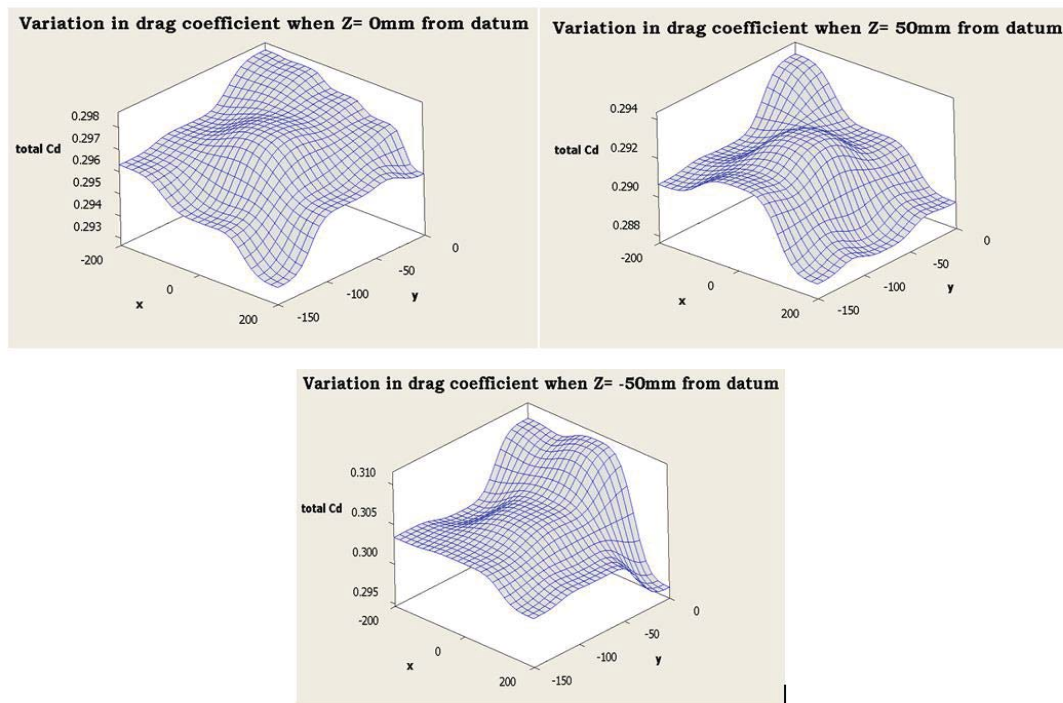 Variation in drag coefficient when Z= 0mm from datum
0.298
0.297
total Cd
0.296
0.295
0.294
0.293
-200
0
x
200
-150
-100
-50
y
0
Variation in drag coefficient when Z= 50mm from datum
0.294
0.292
total Cd
0.290
0.288
-200
0
x
200
-150
-100
-50
y
0
Variation in drag coefficient when Z= -50mm from datum
0.310
0.305
total Cd
0.300
0.295
-200
0
x
200
-150
-100
-50
y
0